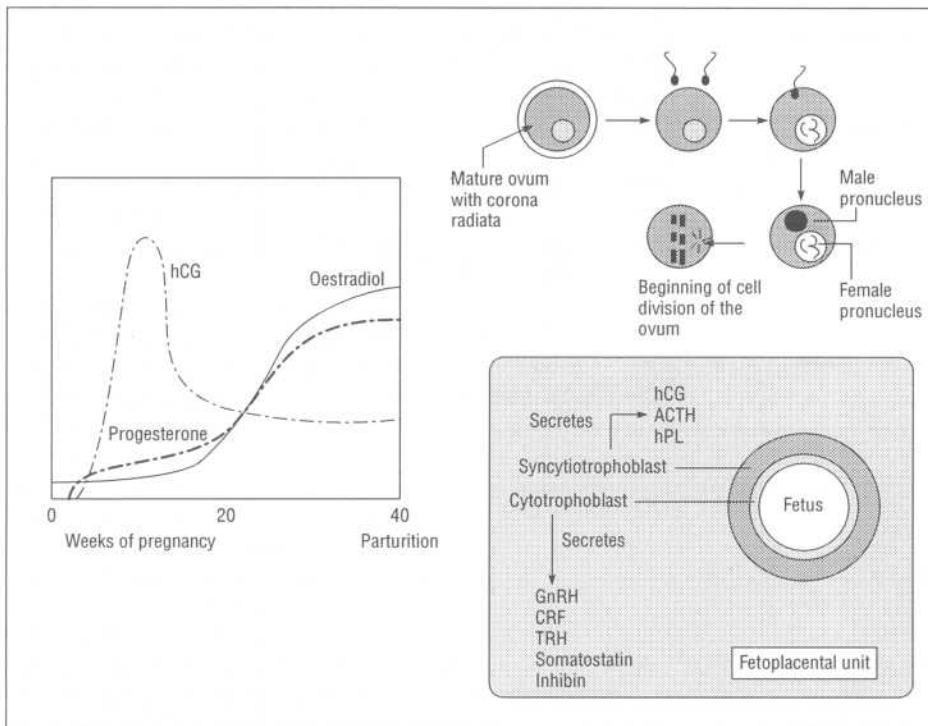 hCG
Oestradiol
Progesterone
0
20
40
Weeks of pregnancy
Parturition
Mature ovum
with corona
radiata
Male
pronucleus
Female
pronucleus
Beginning of cell
division of the
ovum
Secretes
hCG
ACTH
hPL
Syncytiotrophoblast
Cytotrophoblast
Fetus
Secretes
GnRH
CRF
TRH
Somatostatin
Inhibin
Fetoplacental unit